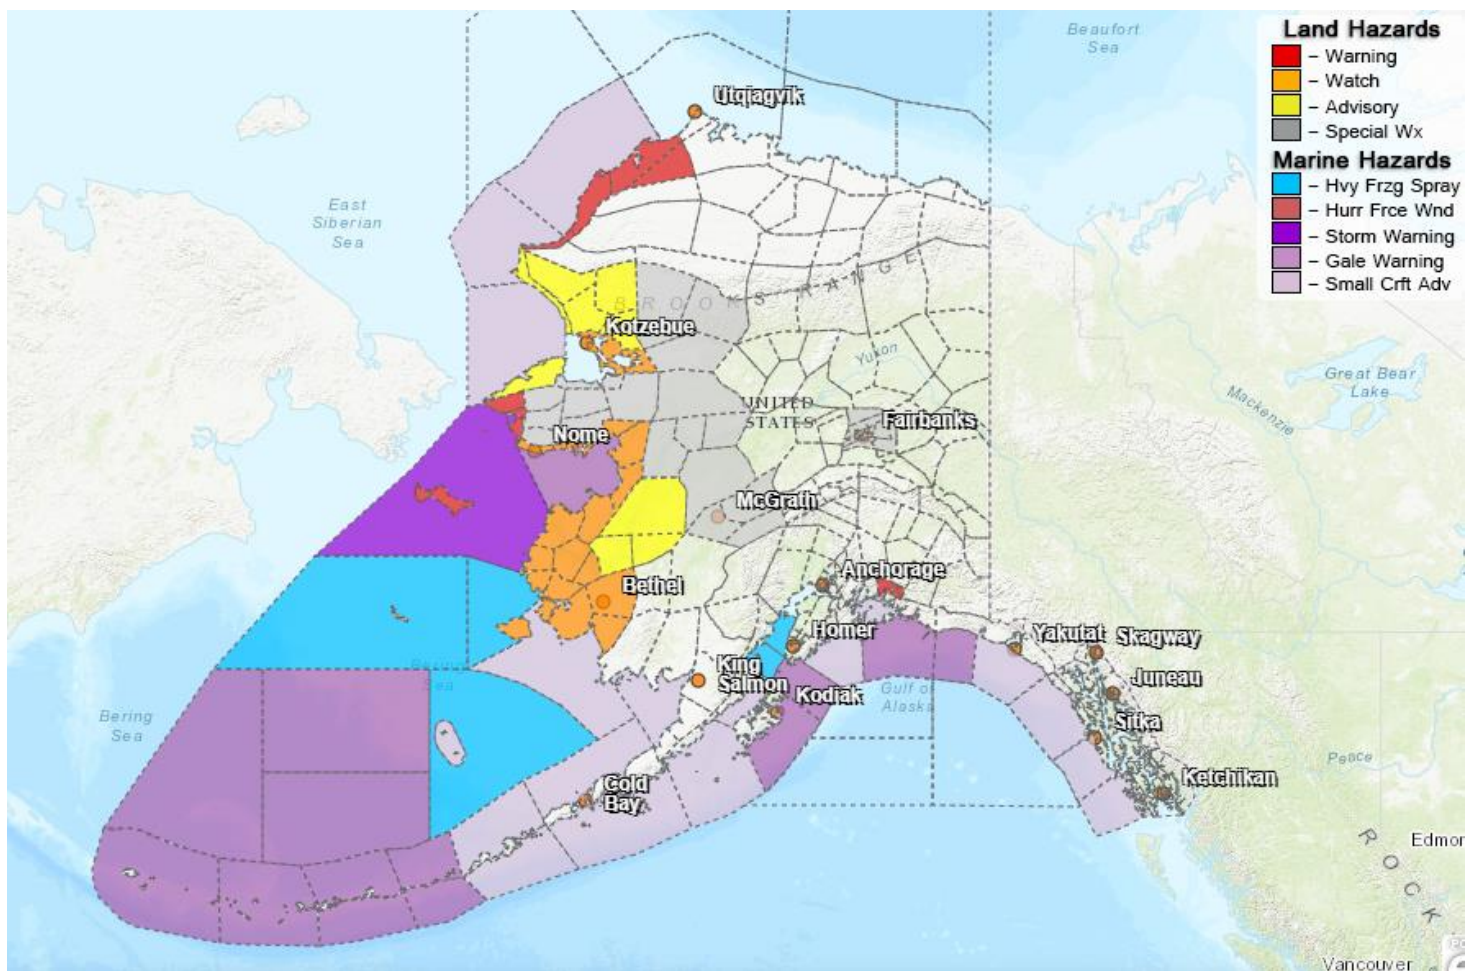 Beaufort
Sea
Land Hazards
– Warning
– Watch
– Advisory
– Special Wx
Marine Hazards
– Hvy Frzg Spray
– Hurr Frce Wnd
– Storm Warning
– Gale Warning
– Small Crft Adv
Utqiagvik
East
Siberian
Sea
BROOKS RANGE
Kotzebue
Yukon
Great Bear
Lake
Mackenzie
UNITED
STATES
Nome
Fairbanks
McGrath
Anchorage
Bethel
Homer
Yakutat
Skagway
King
Salmon
Juneau
Kodiak
Gulf of
Alaska
Sitka
Bering
Sea
Bering
Sea
Peace
Cold
Bay
Ketchikan
Edmon
ROCK
Vancouver